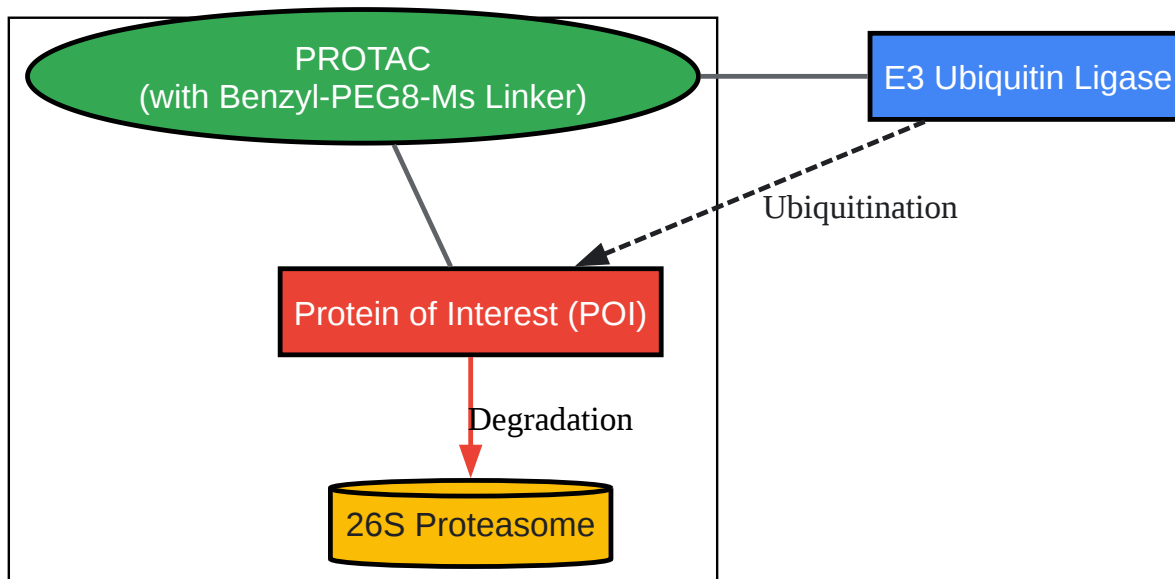 PROTAC
(with Benzyl-PEG8-Ms Linker)
E3 Ubiquitin Ligase
Ubiquitination
Protein of Interest (POI)
Degradation
26S Proteasome